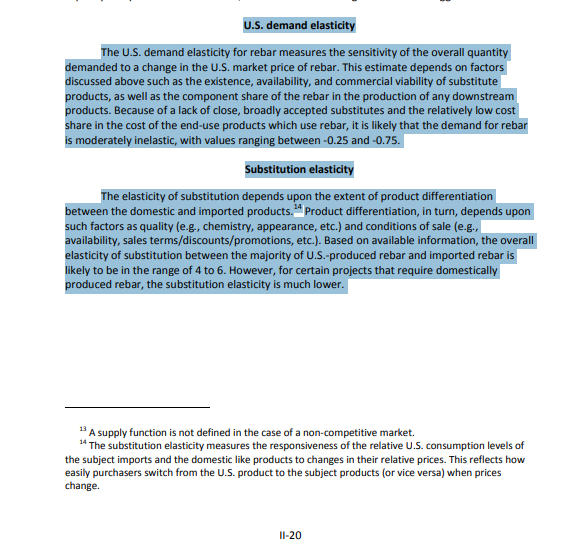 U.S. demand elasticity
The U.S. demand elasticity for rebar measures the sensitivity of the overall quantity
demanded to a change in the U.S. market price of rebar. This estimate depends on factors
discussed above such as the existence, availability, and commercial viability of substitute
products, as well as the component share of the rebar in the production of any downstream
products. Because of a lack of close, broadly accepted substitutes and the relatively low cost
share in the cost of the end-use products which use rebar, it is likely that the demand for rebar
is moderately inelastic, with values ranging between -0.25 and -0.75.
Substitution elasticity
The elasticity of substitution depends upon the extent of product differentiation
between the domestic and imported products.14 Product differentiation, in turn, depends upon
such factors as quality (e.g., chemistry, appearance, etc.) and conditions of sale (e.g.,
availability, sales terms/discounts/promotions, etc.). Based on available information, the overall
elasticity of substitution between the majority of U.S.-produced rebar and imported rebar is
likely to be in the range of 4 to 6. However, for certain projects that require domestically
produced rebar, the substitution elasticity is much lower.
13 A supply function is not defined in the case of a non-competitive market.
14 The substitution elasticity measures the responsiveness of the relative U.S. consumption levels of
the subject imports and the domestic like products to changes in their relative prices. This reflects how
easily purchasers switch from the U.S. product to the subject products (or vice versa) when prices
change.
II-20